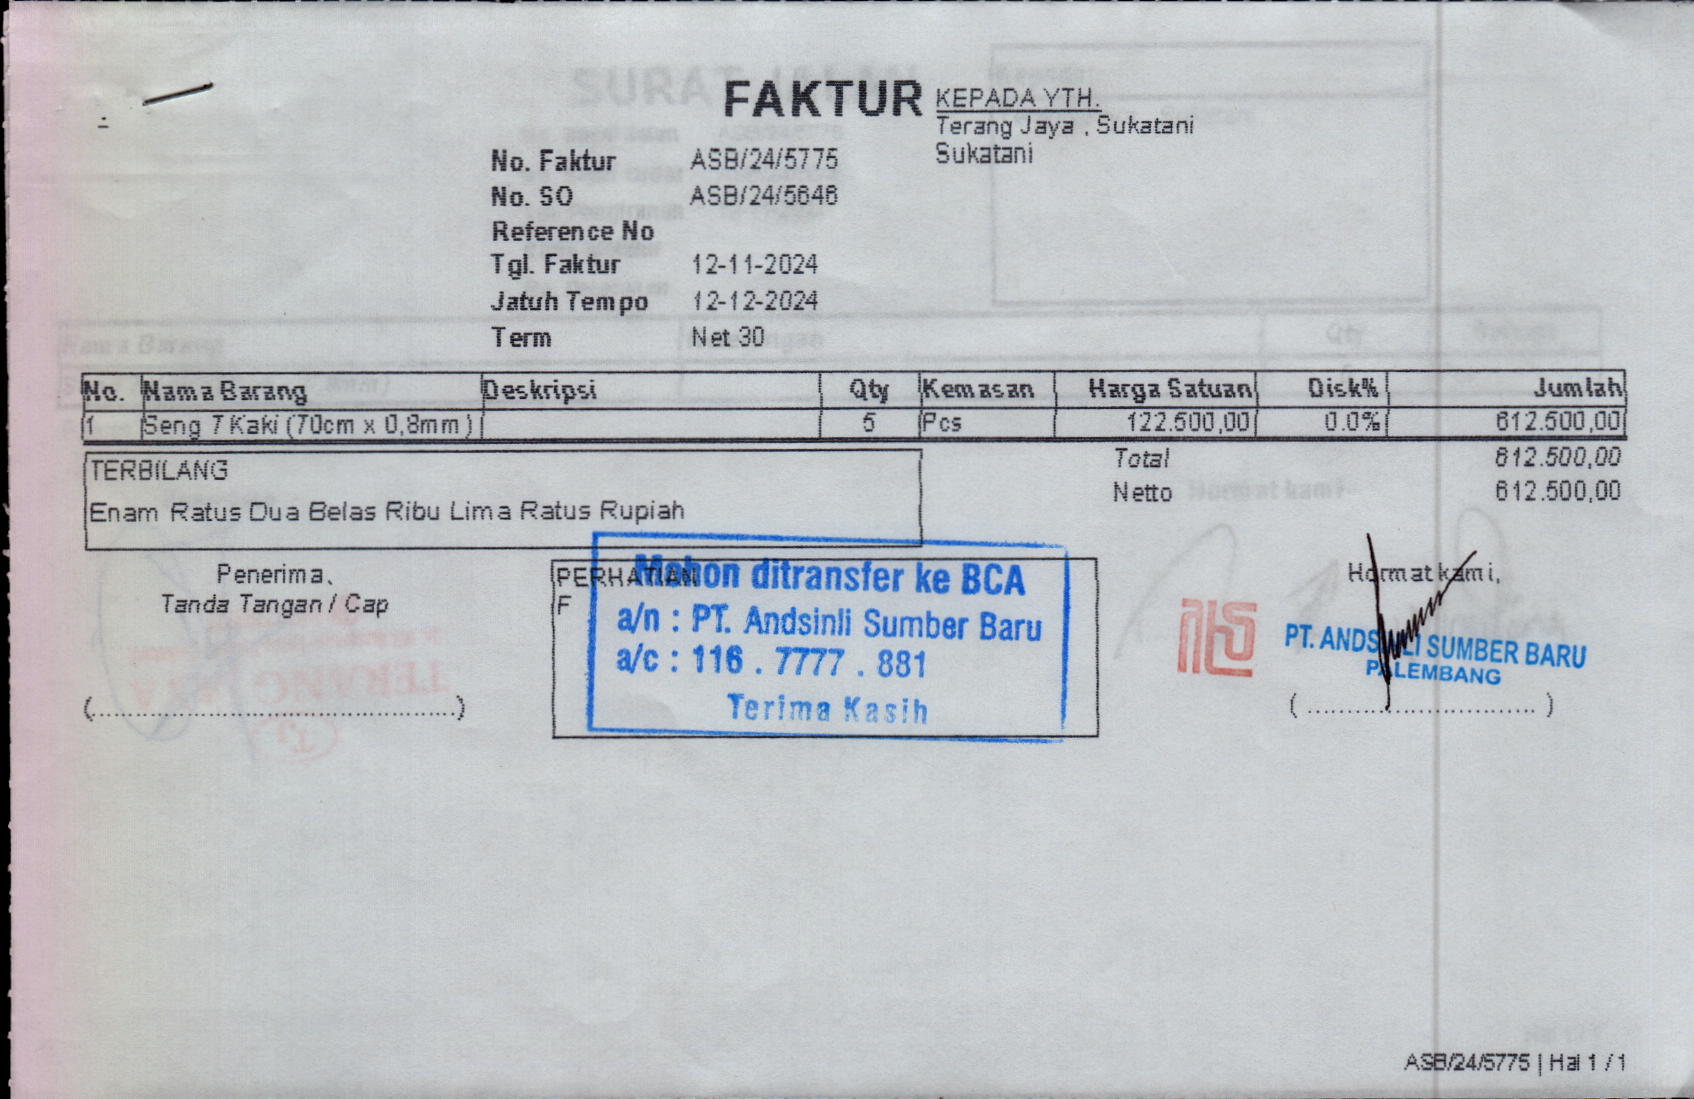 FAKTUR
KEPADA YTH.
Terang Jaya , Sukatani
Sukatani
No. Faktur ASB/24/5775
No. SO ASB/24/5646
Reference No
Tgl. Faktur 12-11-2024
Jatuh Tempo 12-12-2024
Term Net 30
No. Nama Barang Deskripsi Qty Kemasan Harga Satuan Disk% Jumlah
1 Seng 7 Kaki (70cm x 0,8mm) 5 Pcs 122.500,00 0.0% 612.500,00
Total 612.500,00
Netto 612.500,00
TERBILANG
Enam Ratus Dua Belas Ribu Lima Ratus Rupiah
Penerima,
Tanda Tangan / Cap
(......................................................)
PERHATIAN
F
Mohon ditransfer ke BCA
a/n : PT. Andsinli Sumber Baru
a/c : 116 . 7777 . 881
Terima Kasih
Hormat kami,
PT. ANDSINLI SUMBER BARU
PALEMBANG
( .................................. )
ASB/24/5775 | Hal 1 / 1